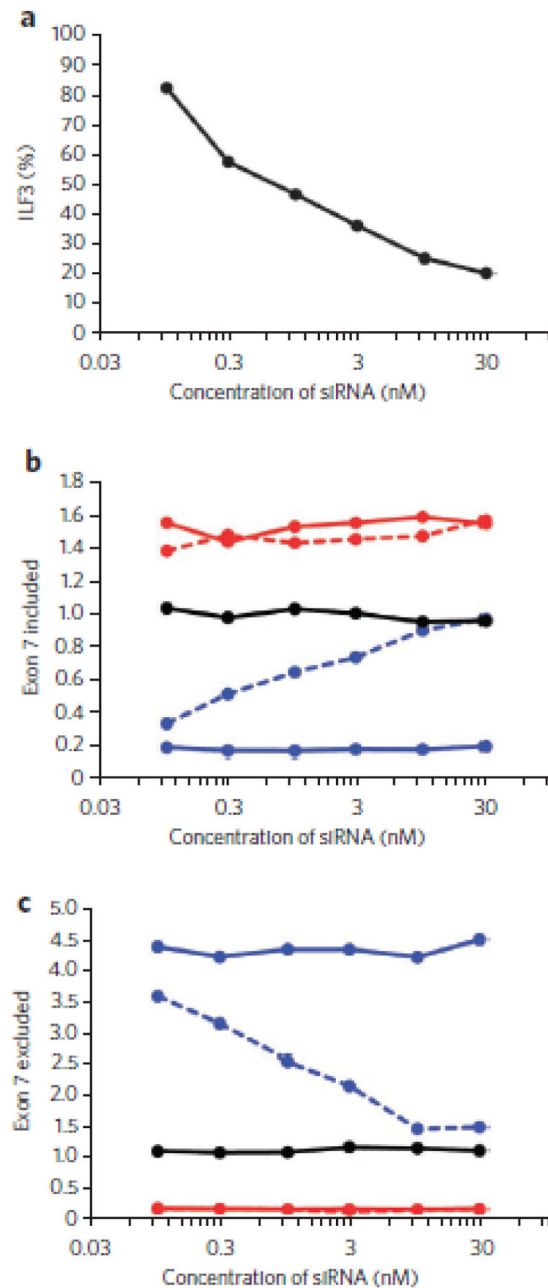 a
100
90
80
70
60
50
40
30
20
10
0
ILF3 (%)
0.03 0.3 3 30
Concentration of siRNA (nM)
b
1.8
1.6
1.4
1.2
1.0
0.8
0.6
0.4
0.2
0
Exon 7 included
0.03 0.3 3 30
Concentration of siRNA (nM)
c
5.0
4.5
4.0
3.5
3.0
2.5
2.0
1.5
1.0
0.5
0
Exon 7 excluded
0.03 0.3 3 30
Concentration of siRNA (nM)